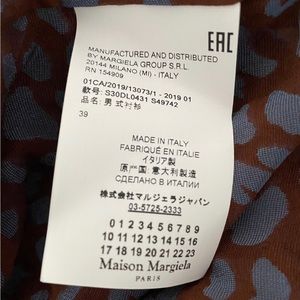 EAC
MANUFACTURED AND DISTRIBUTED
BY MARGIELA GROUP S.R.L.
20144 MILANO (MI) - ITALY
RN 154909
01CA/2019/13073/1 - 2019 01
款号: S30DL0431 S49742
品名: 男式衬衫
39
MADE IN ITALY
FABRIQUÉ EN ITALIE
イタリア製
原产国: 意大利制造
СДЕЛАНО В ИТАЛИИ
株式会社マルジェラジャパン
03-5725-2333
0 1 2 3 4 5 6 7 8 9
10 11 12 13 14 15 16
17 18 19 20 21 22 23
Maison Margiela
PARIS